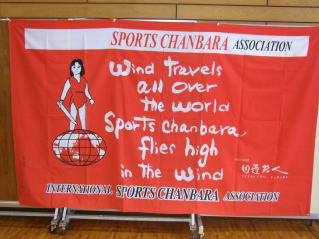 SPORTS CHANBARA ASSOCIATION
Wind travels
all over
the world
Sports chanbara,
flies high
in the wind
INTERNATIONAL SPORTS CHANBARA ASSOCIATION